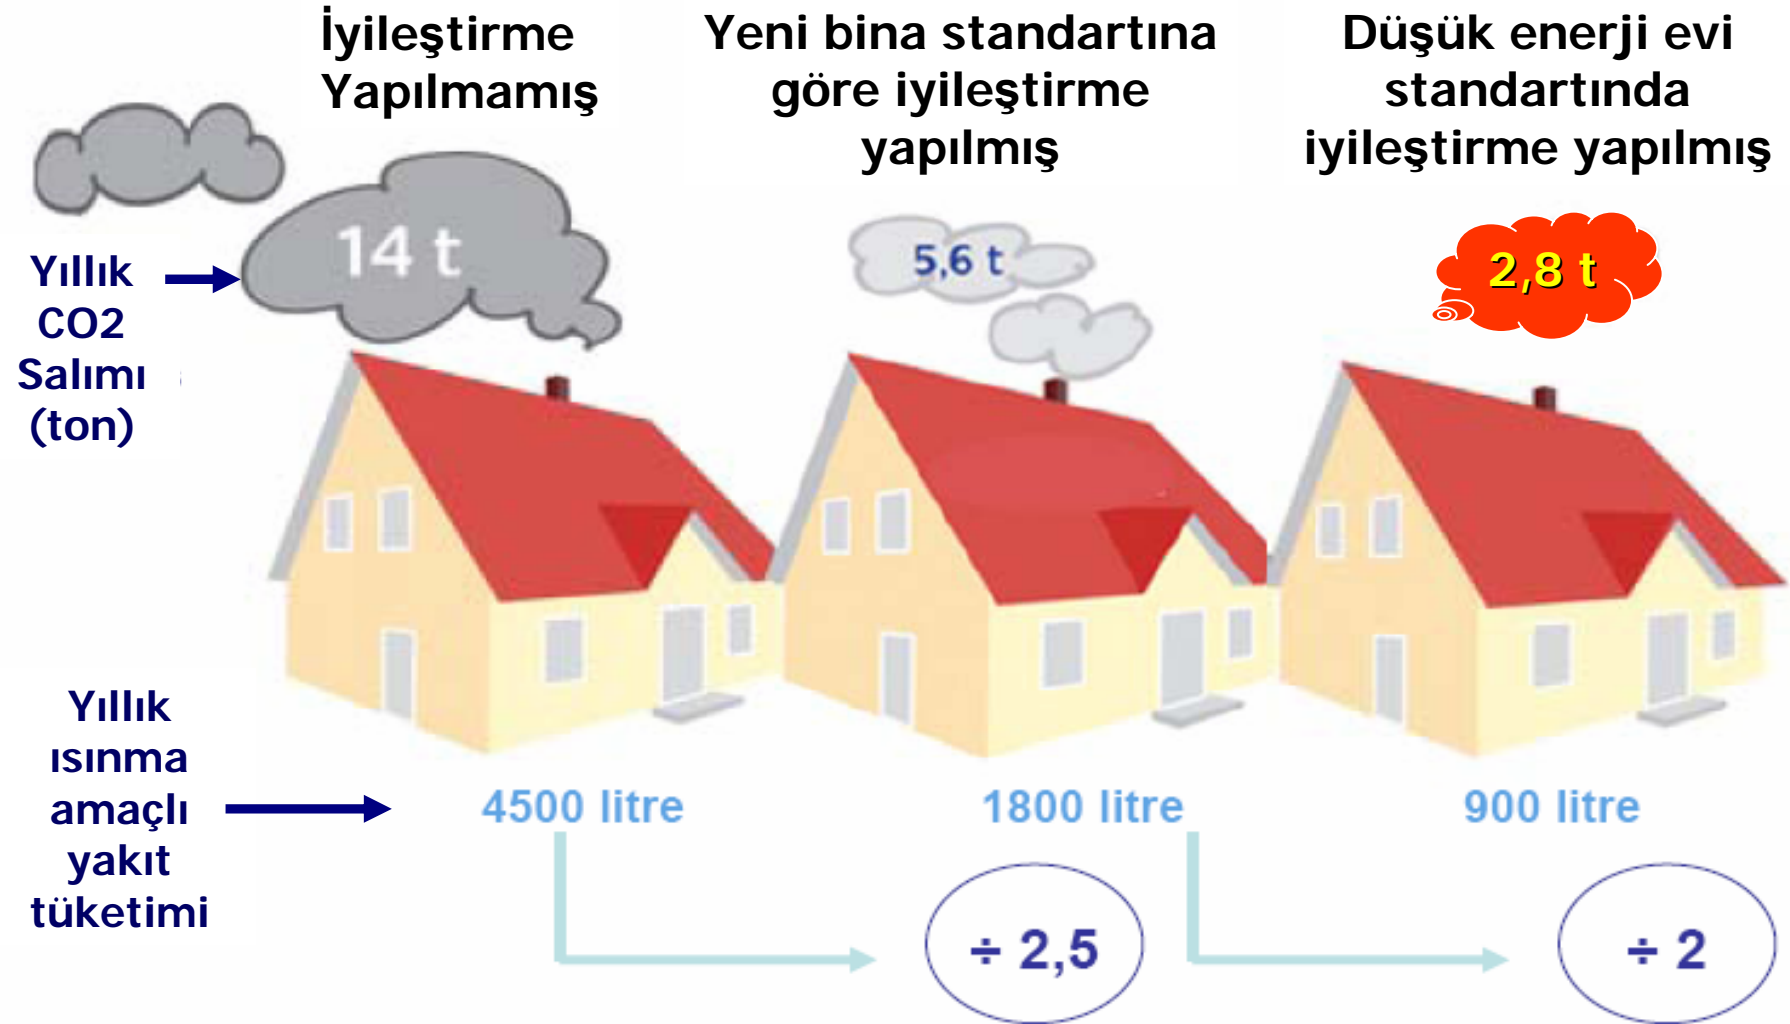 İyileştirme
Yapılmamış
Yeni bina standartına
göre iyileştirme
yapılmış
Düşük enerji evi
standartında
iyileştirme yapılmış
14 t
5,6 t
2,8 t
Yıllık
CO2
Salımı
(ton)
Yıllık
ısınma
amaçlı
yakıt
tüketimi
4500 litre
1800 litre
900 litre
÷ 2,5
÷ 2